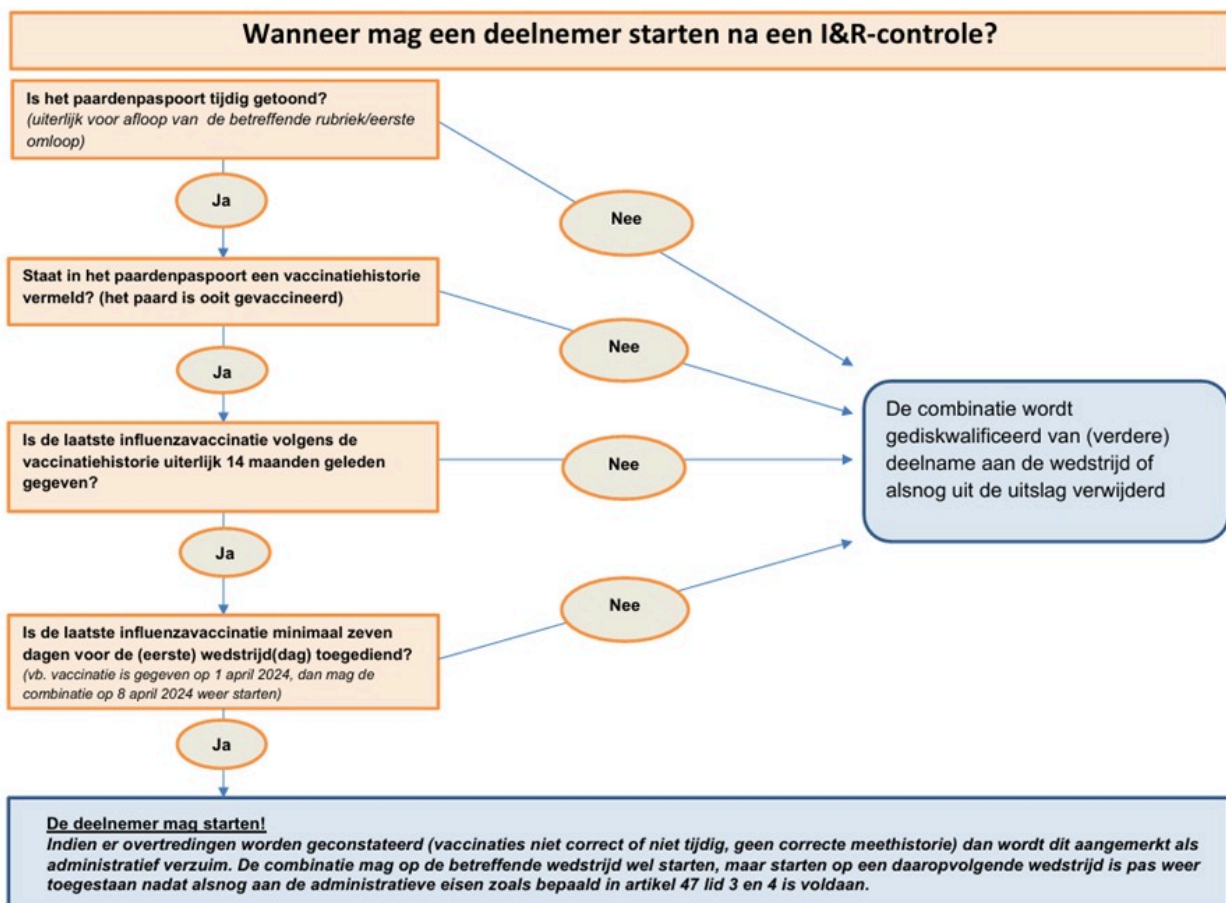 Wanneer mag een deelnemer starten na een I&R-controle?
Is het paardenpaspoort tijdig getoond?
(uiterlijk voor afloop van de betreffende rubriek/eerste
omloop)
Ja
Nee
Staat in het paardenpaspoort een vaccinatiehistorie
vermeld? (het paard is ooit gevaccineerd)
Nee
Ja
De combinatie wordt
gediskwalificeerd van (verdere)
deelname aan de wedstrijd of
alsnog uit de uitslag verwijderd
Is de laatste influenzavaccinatie volgens de
vaccinatiehistorie uiterlijk 14 maanden geleden
gegeven?
Nee
Ja
Is de laatste influenzavaccinatie minimaal zeven
dagen voor de (eerste) wedstrijd(dag) toegediend?
(vb. vaccinatie is gegeven op 1 april 2024, dan mag de
combinatie op 8 april 2024 weer starten)
Nee
Ja
De deelnemer mag starten!
Indien er overtredingen worden geconstateerd (vaccinaties niet correct of niet tijdig, geen correcte meethistorie) dan wordt dit aangemerkt als
administratief verzuim. De combinatie mag op de betreffende wedstrijd wel starten, maar starten op een daaropvolgende wedstrijd is pas weer
toegestaan nadat alsnog aan de administratieve eisen zoals bepaald in artikel 47 lid 3 en 4 is voldaan.